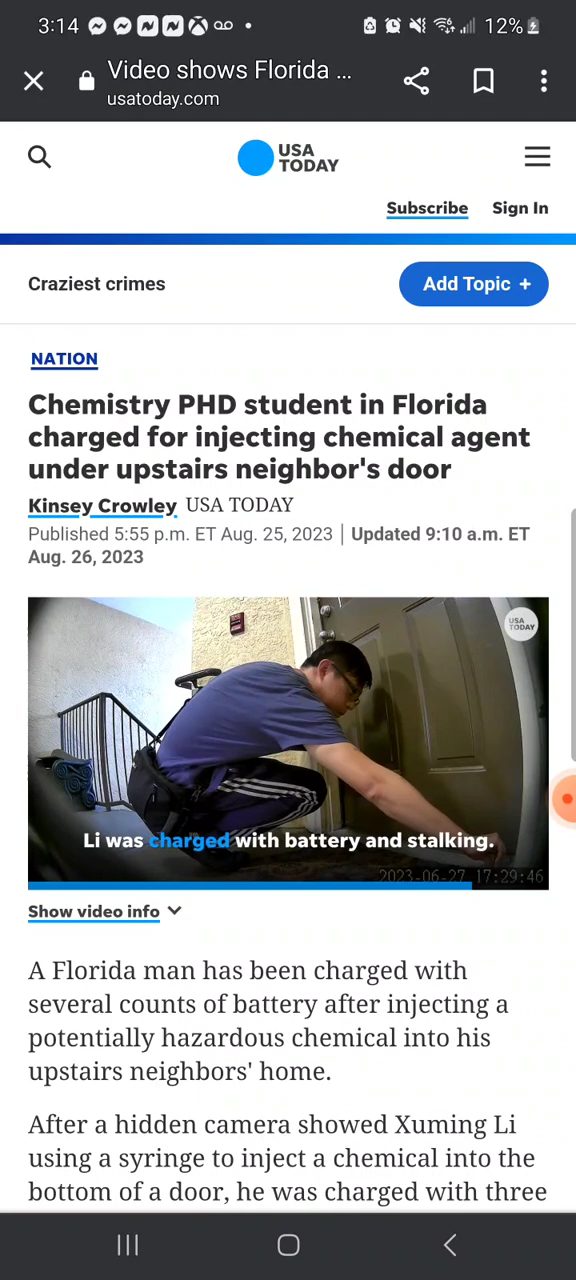 3:14
12%
Video shows Florida ...
usatoday.com
USA
TODAY
Subscribe Sign In
Craziest crimes
Add Topic +
NATION
Chemistry PHD student in Florida
charged for injecting chemical agent
under upstairs neighbor's door
Kinsey Crowley USA TODAY
Published 5:55 p.m. ET Aug. 25, 2023 | Updated 9:10 a.m. ET
Aug. 26, 2023
USA
TODAY
Li was charged with battery and stalking.
2023-06-27 17:29:46
Show video info
A Florida man has been charged with
several counts of battery after injecting a
potentially hazardous chemical into his
upstairs neighbors' home.
After a hidden camera showed Xuming Li
using a syringe to inject a chemical into the
bottom of a door, he was charged with three